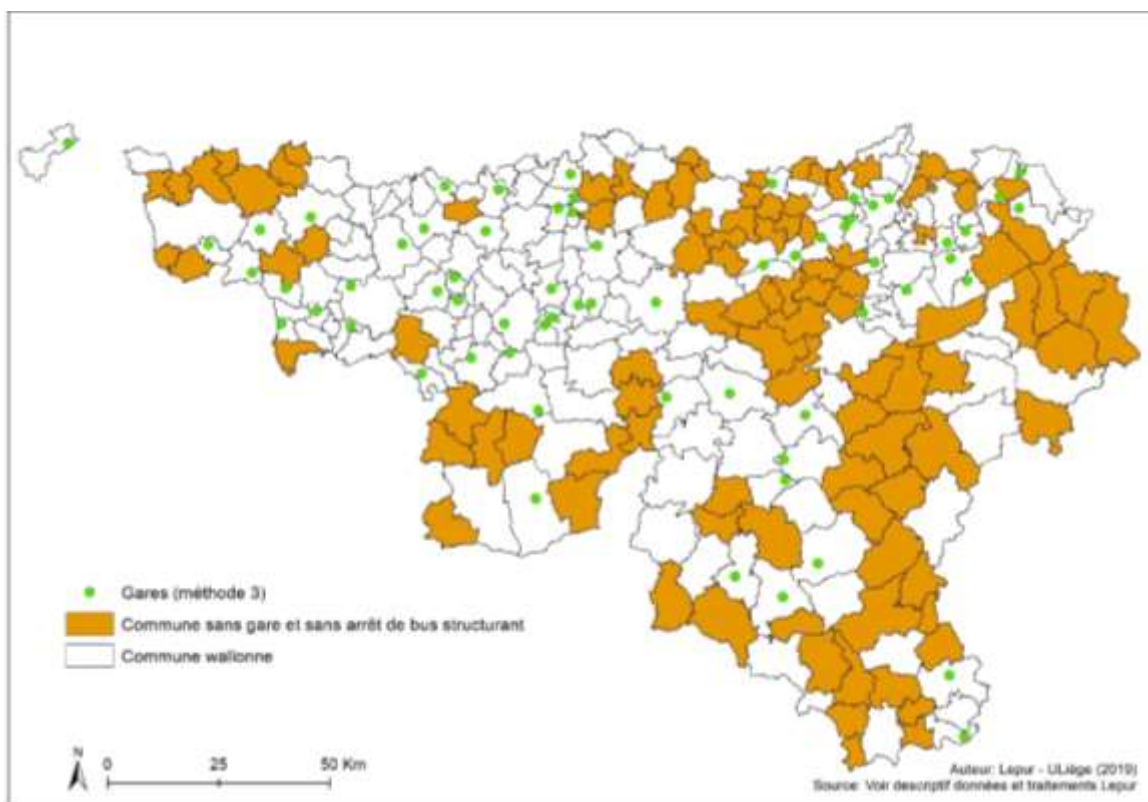 Gares (méthode 3)
Commune sans gare et sans arrêt de bus structurant
Commune wallonne
N
0 25 50 Km
Auteur: Lepur - ULiège (2019)
Source: Voir descriptif données et traitements Lepur